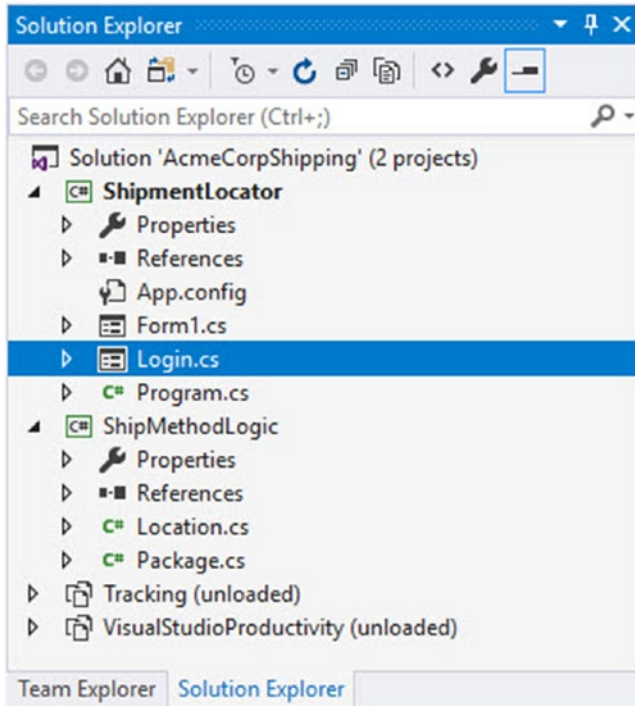 Solution Explorer
Search Solution Explorer (Ctrl+;)
Solution 'AcmeCorpShipping' (2 projects)
C# ShipmentLocator
Properties
References
App.config
Form1.cs
Login.cs
C# Program.cs
C# ShipMethodLogic
Properties
References
C# Location.cs
C# Package.cs
Tracking (unloaded)
VisualStudioProductivity (unloaded)
Team Explorer Solution Explorer